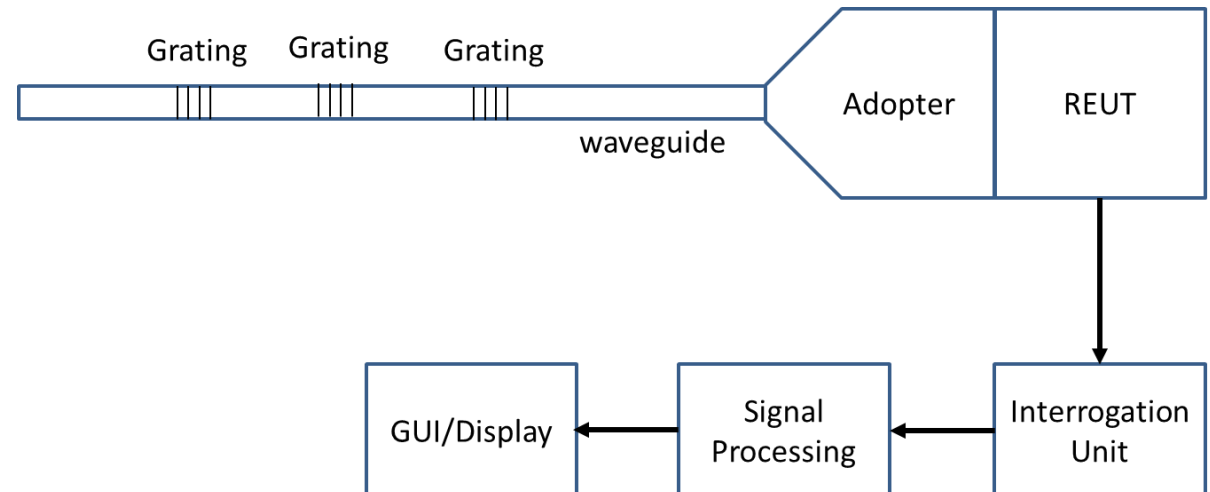 Grating
Grating
Grating
waveguide
Adopter
REUT
GUI/Display
Signal
Processing
Interrogation
Unit